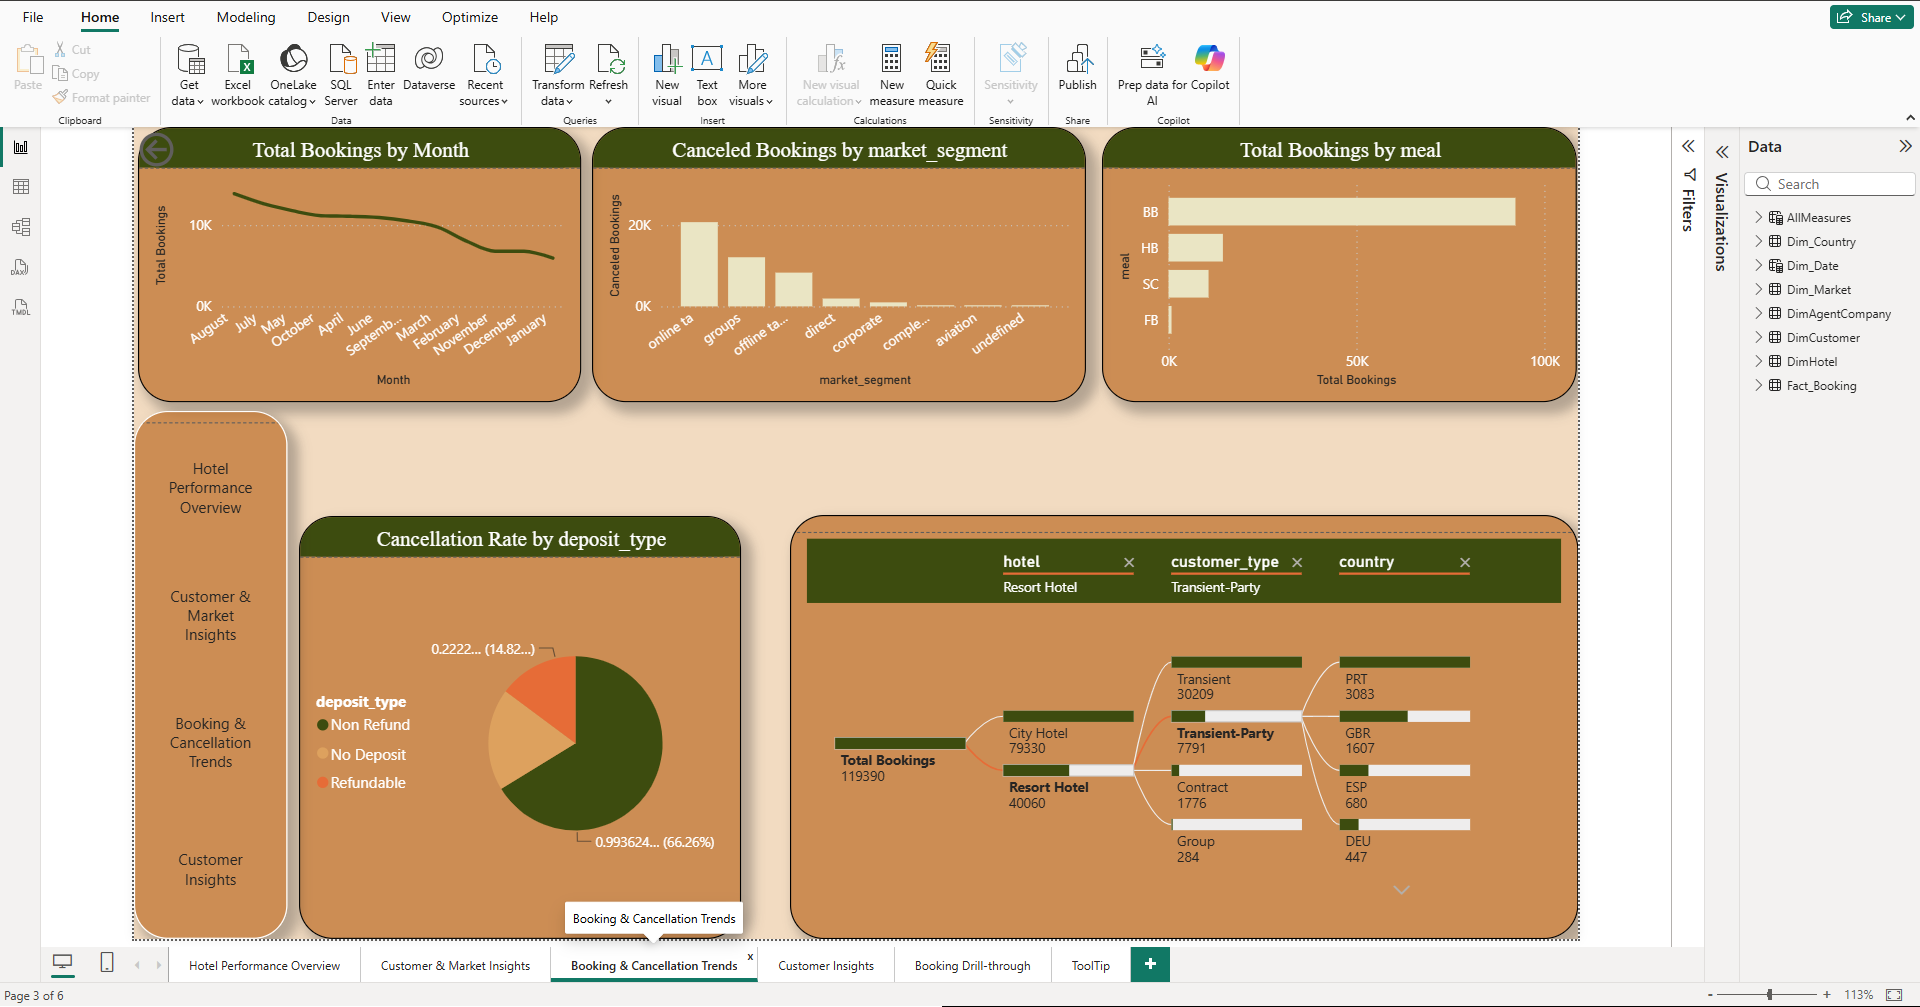 File
Home
Insert
Modeling
Design
View
Optimize
Help
Share
Paste
Cut
Copy
Format painter
Clipboard
Get
data
Excel
workbook
OneLake
catalog
SQL
Server
Enter
data
Dataverse
Recent
sources
Data
Transform
data
Refresh
Queries
New
visual
Text
box
More
visuals
Insert
New visual
calculation
New
measure
Quick
measure
Calculations
Sensitivity
Sensitivity
Publish
Share
Prep data for
AI
Copilot
Copilot
Total Bookings by Month
Total Bookings
10K
0K
August
July
May
October
April
June
Septemb...
March
February
November
December
January
Month
Canceled Bookings by market_segment
Canceled Bookings
20K
0K
online ta
groups
offline ta...
direct
corporate
comple...
aviation
undefined
market_segment
Total Bookings by meal
meal
BB
HB
SC
FB
0K
50K
100K
Total Bookings
Filters
Visualizations
Data
Search
AllMeasures
Dim_Country
Dim_Date
Dim_Market
DimAgentCompany
DimCustomer
DimHotel
Fact_Booking
DAX
TMDL
Hotel
Performance
Overview
Customer &
Market
Insights
Booking &
Cancellation
Trends
Customer
Insights
Cancellation Rate by deposit_type
0.2222... (14.82...)
deposit_type
Non Refund
No Deposit
Refundable
0.993624... (66.26%)
hotel
Resort Hotel
customer_type
Transient-Party
country
Total Bookings
119390
City Hotel
79330
Resort Hotel
40060
Transient
30209
Transient-Party
7791
Contract
1776
Group
284
PRT
3083
GBR
1607
ESP
680
DEU
447
Booking & Cancellation Trends
Hotel Performance Overview
Customer & Market Insights
Booking & Cancellation Trends
Customer Insights
Booking Drill-through
ToolTip
Page 3 of 6
113%